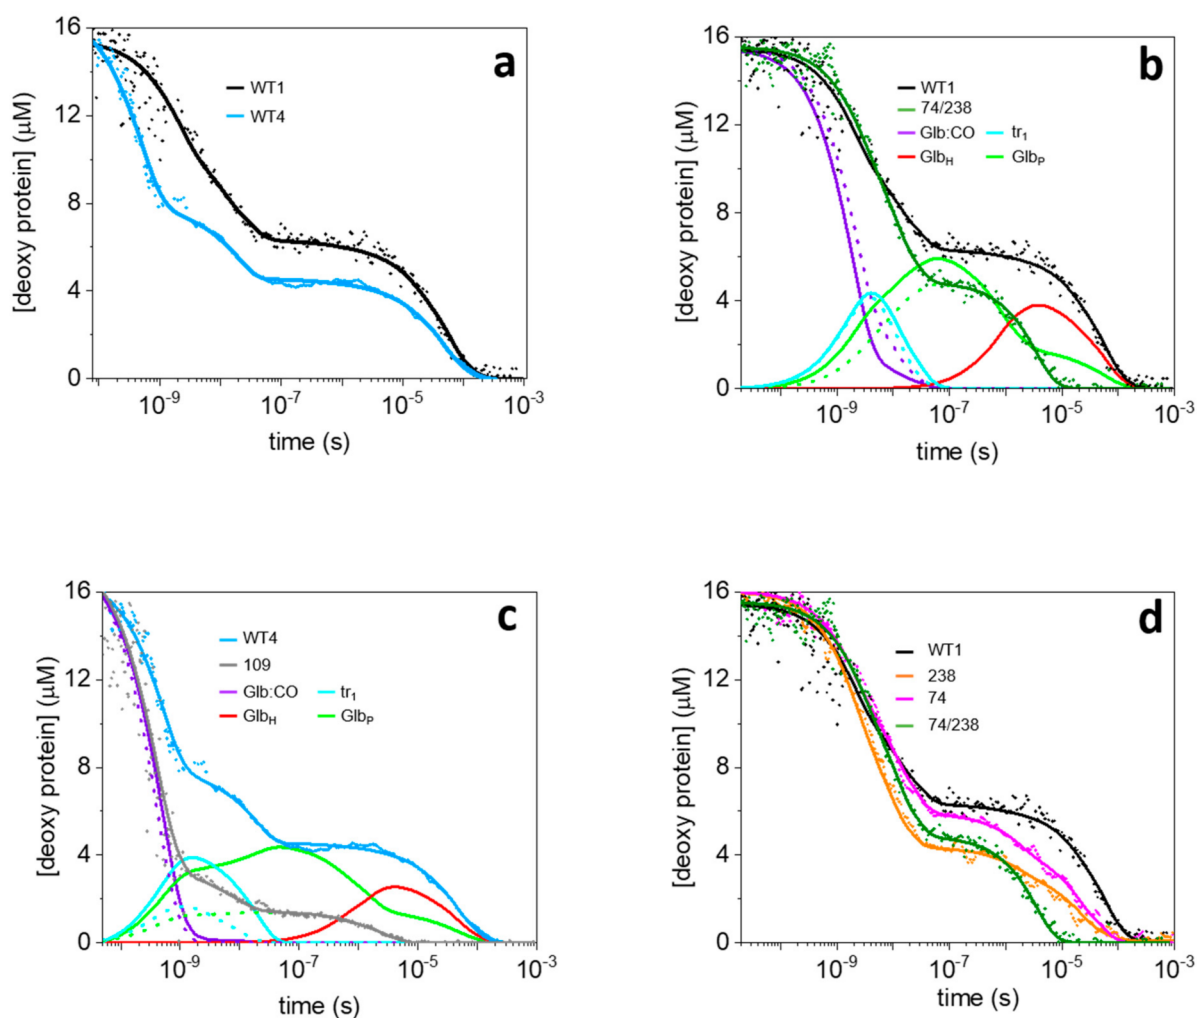 a
[deoxy protein] (μM)
16
12
8
4
0
WT1
WT4
10-9
10-7
10-5
10-3
time (s)
b
[deoxy protein] (μM)
16
12
8
4
0
WT1
74/238
Glb:CO tr1
GlbH GlbP
10-9
10-7
10-5
10-3
time (s)
c
[deoxy protein] (μM)
16
12
8
4
0
WT4
109
Glb:CO tr1
GlbH GlbP
10-9
10-7
10-5
10-3
time (s)
d
[deoxy protein] (μM)
16
12
8
4
0
WT1
238
74
74/238
10-9
10-7
10-5
10-3
time (s)